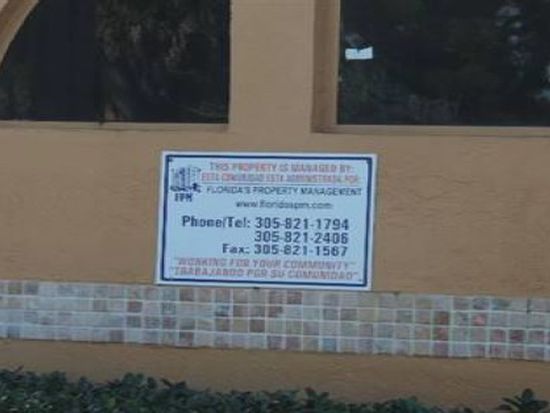 THIS PROPERTY IS MANAGED BY:
ESTA COMUNIDAD ESTA ADMINISTRADA POR:
FPM
FLORIDA'S PROPERTY MANAGEMENT
www.floridaspm.com
Phone/Tel: 305-821-1794
305-821-2406
Fax: 305-821-1567
"WORKING FOR YOUR COMMUNITY"
"TRABAJANDO POR SU COMUNIDAD"